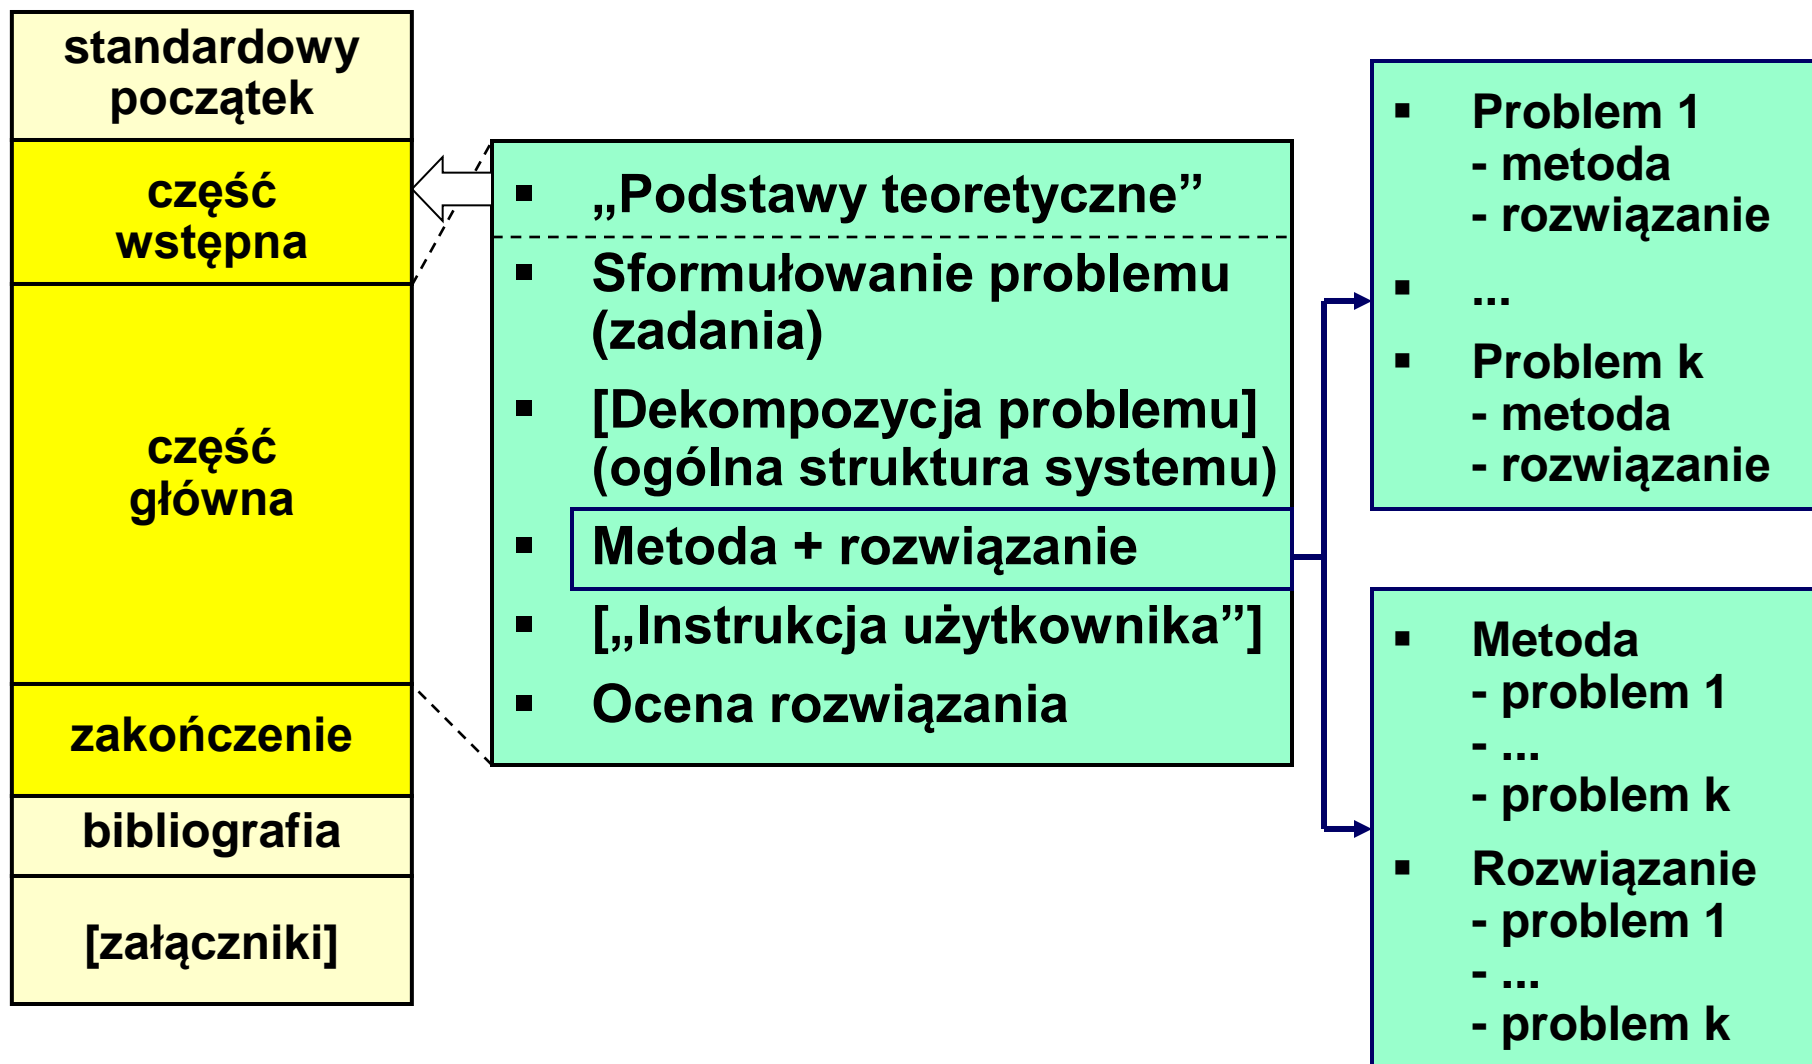 standardowy
początek
część
wstępna
część
główna
zakończenie
bibliografia
[załączniki]
▪ „Podstawy teoretyczne”
▪ Sformułowanie problemu
(zadania)
▪ [Dekompozycja problemu]
(ogólna struktura systemu)
▪ Metoda + rozwiązanie
▪ [„Instrukcja użytkownika”]
▪ Ocena rozwiązania
▪ Problem 1
- metoda
- rozwiązanie
▪ ...
▪ Problem k
- metoda
- rozwiązanie
▪ Metoda
- problem 1
- ...
- problem k
▪ Rozwiązanie
- problem 1
- ...
- problem k